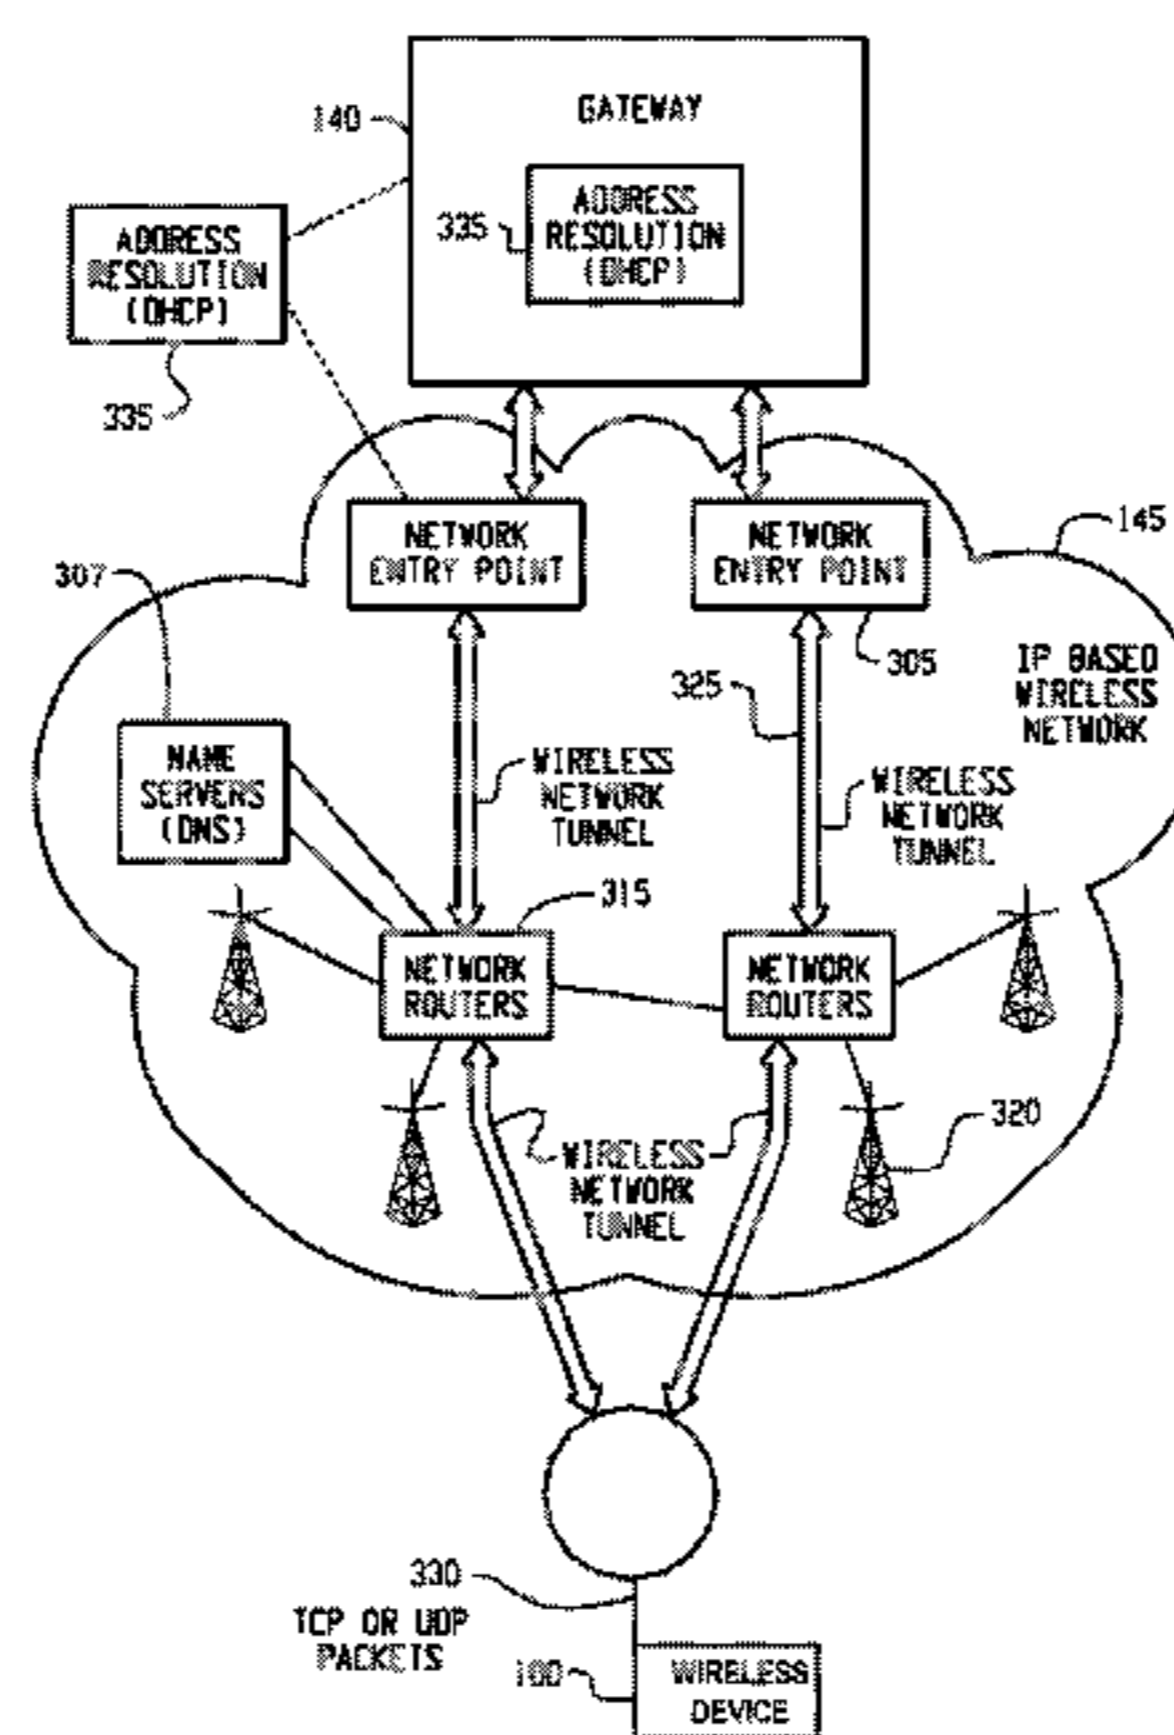 GATEWAY
140
ADDRESS
RESOLUTION
(DHCP)
335
ADDRESS
RESOLUTION
(DHCP)
335
NETWORK
ENTRY POINT
NETWORK
ENTRY POINT
145
307
305
IP BASED
WIRELESS
NETWORK
325
NAME
SERVERS
(DNS)
WIRELESS
NETWORK
TUNNEL
WIRELESS
NETWORK
TUNNEL
315
NETWORK
ROUTERS
NETWORK
ROUTERS
320
WIRELESS
NETWORK
TUNNEL
330
TCP OR UDP
PACKETS
100
WIRELESS
DEVICE